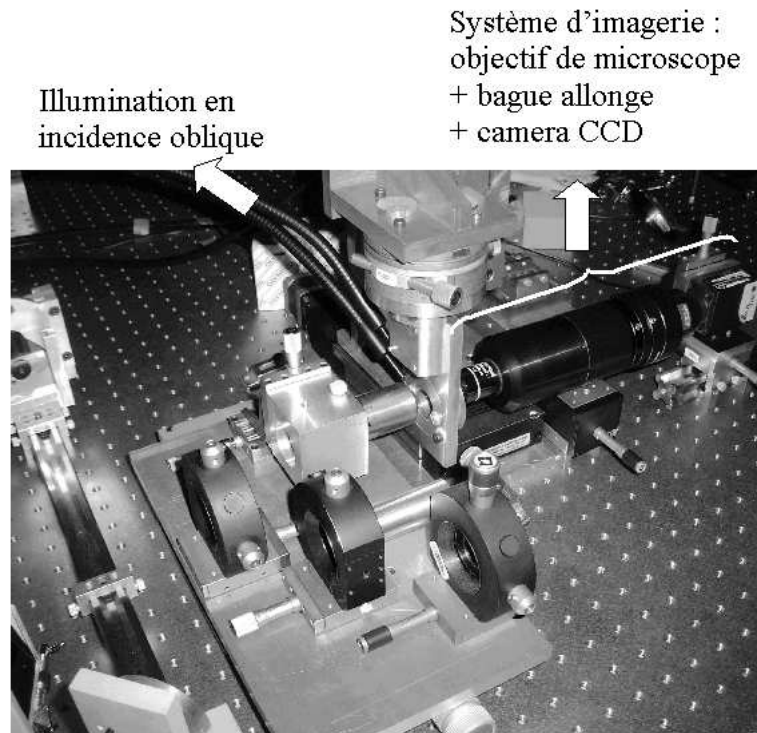 Illumination en
incidence oblique
Système d’imagerie :
objectif de microscope
+ bague allonge
+ camera CCD